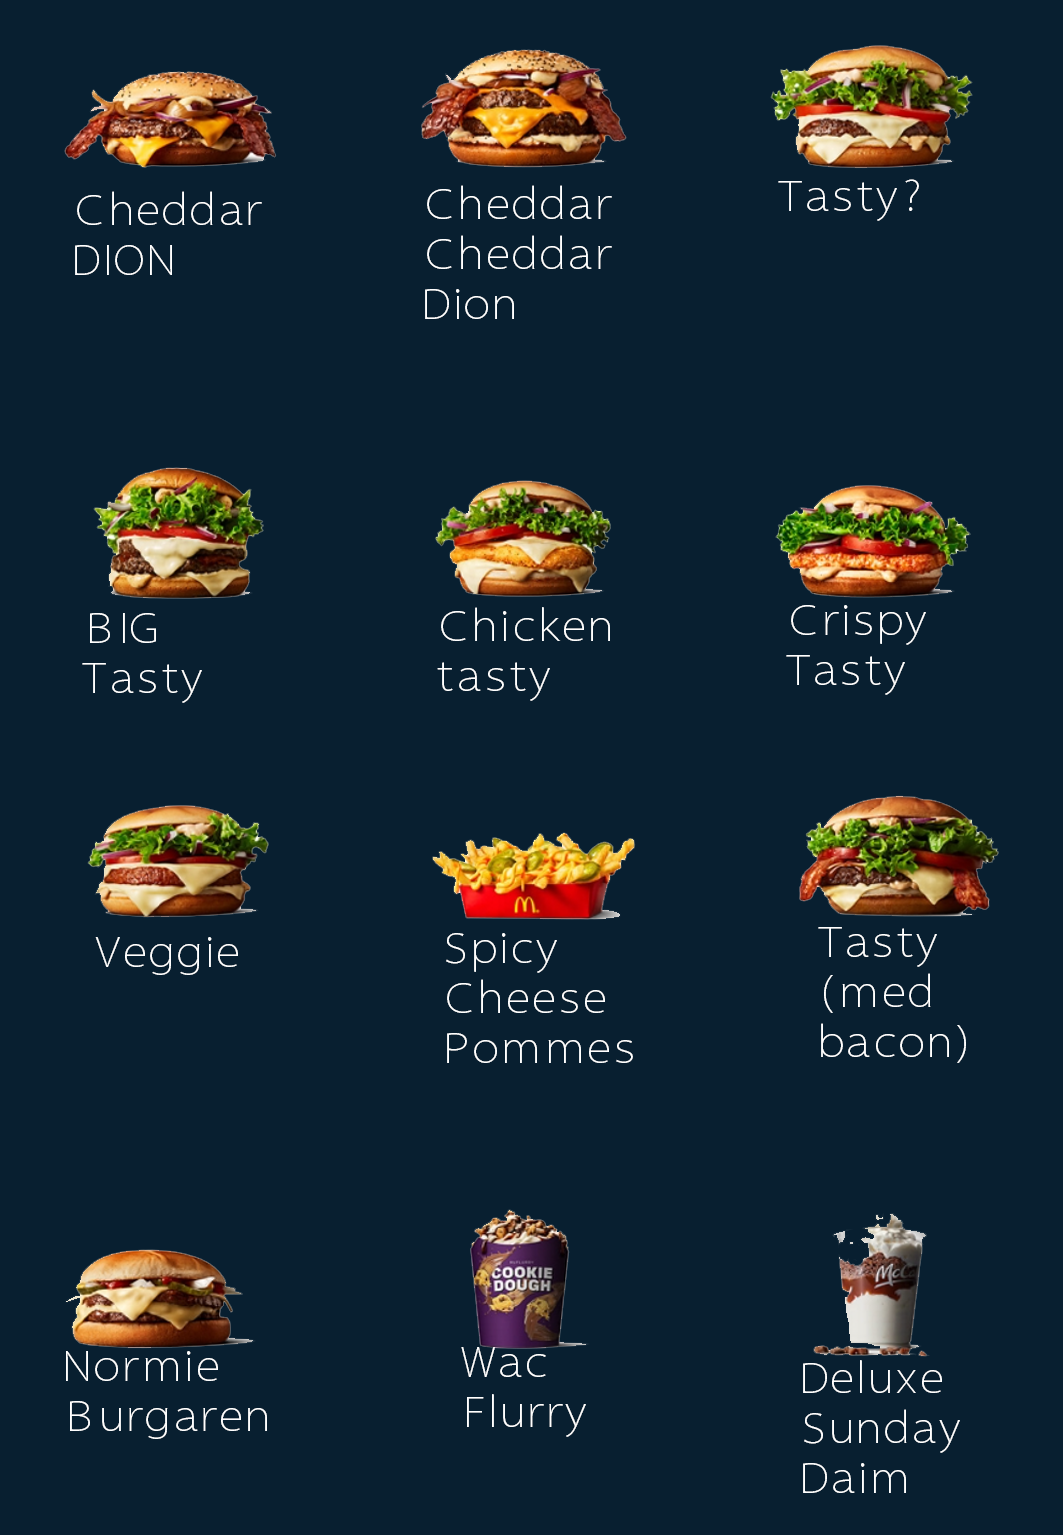 Cheddar
DION
Cheddar
Cheddar
Dion
Tasty?
BIG
Tasty
Chicken
tasty
Crispy
Tasty
Veggie
Spicy
Cheese
Pommes
Tasty
(med
bacon)
COOKIE
DOUGH
Normie
Burgaren
Wac
Flurry
Deluxe
Sunday
Daim